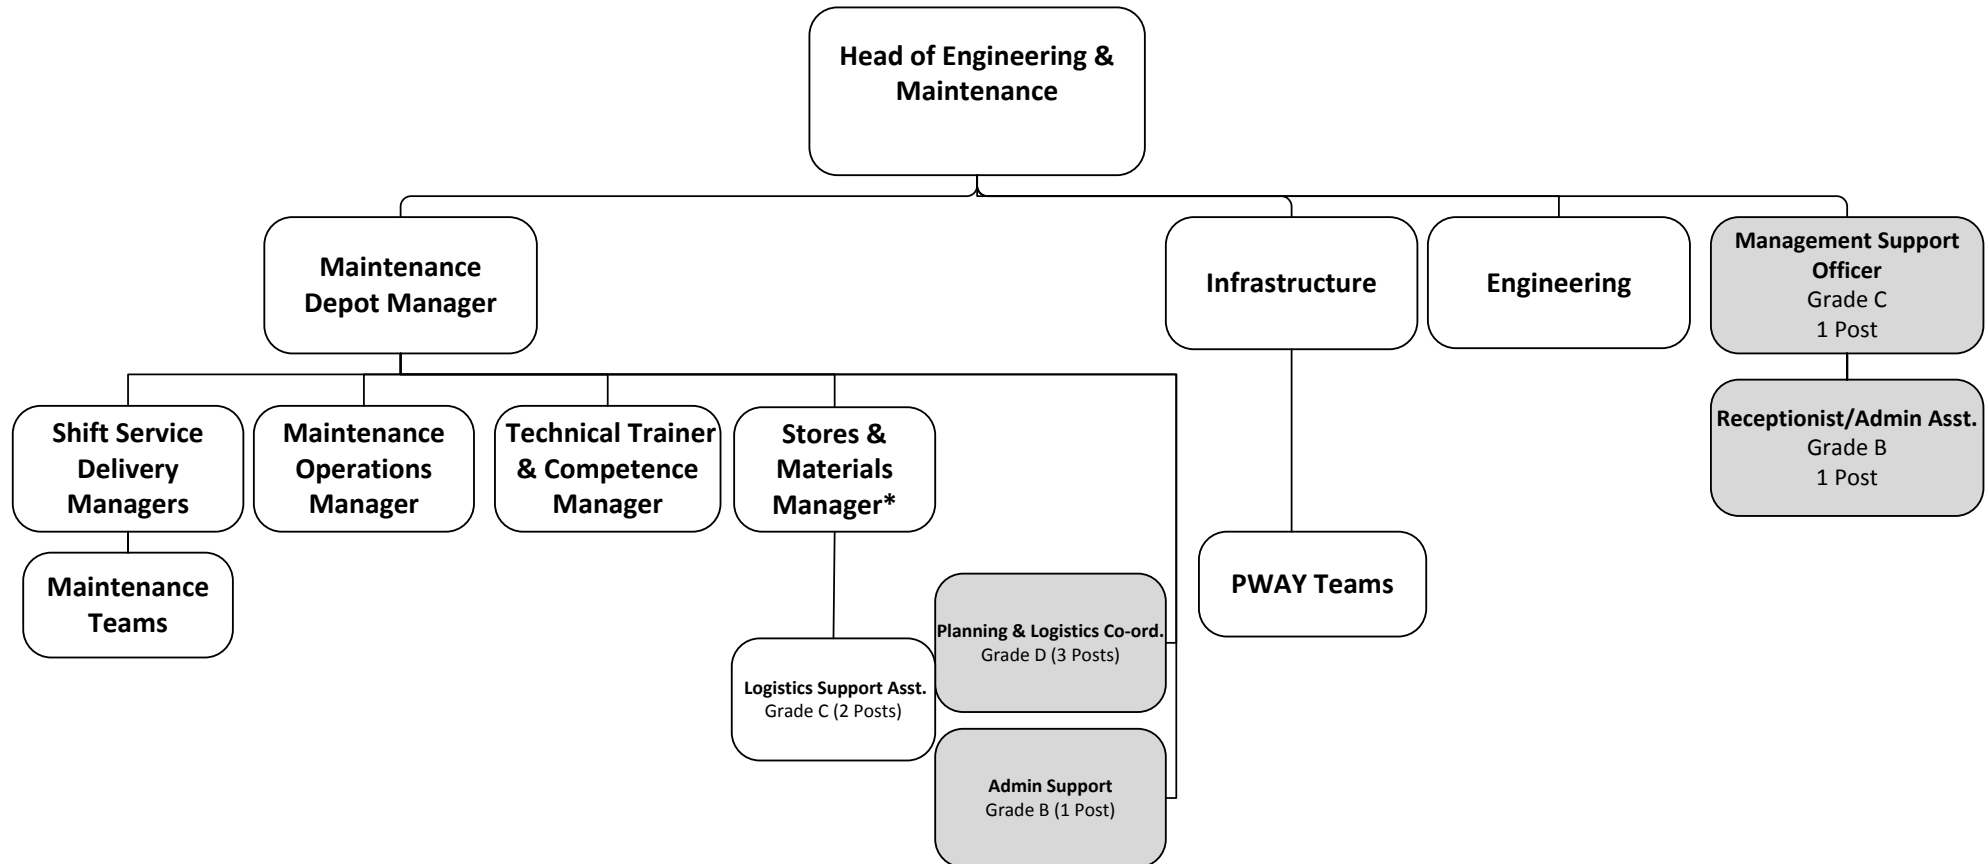 Head of Engineering &
Maintenance
Maintenance
Depot Manager
Infrastructure
Engineering
Management Support
Officer
Grade C
1 Post
Receptionist/Admin Asst.
Grade B
1 Post
Shift Service
Delivery
Managers
Maintenance
Operations
Manager
Technical Trainer
& Competence
Manager
Stores &
Materials
Manager*
Maintenance
Teams
PWAY Teams
Planning & Logistics Co-ord.
Grade D (3 Posts)
Logistics Support Asst.
Grade C (2 Posts)
Admin Support
Grade B (1 Post)